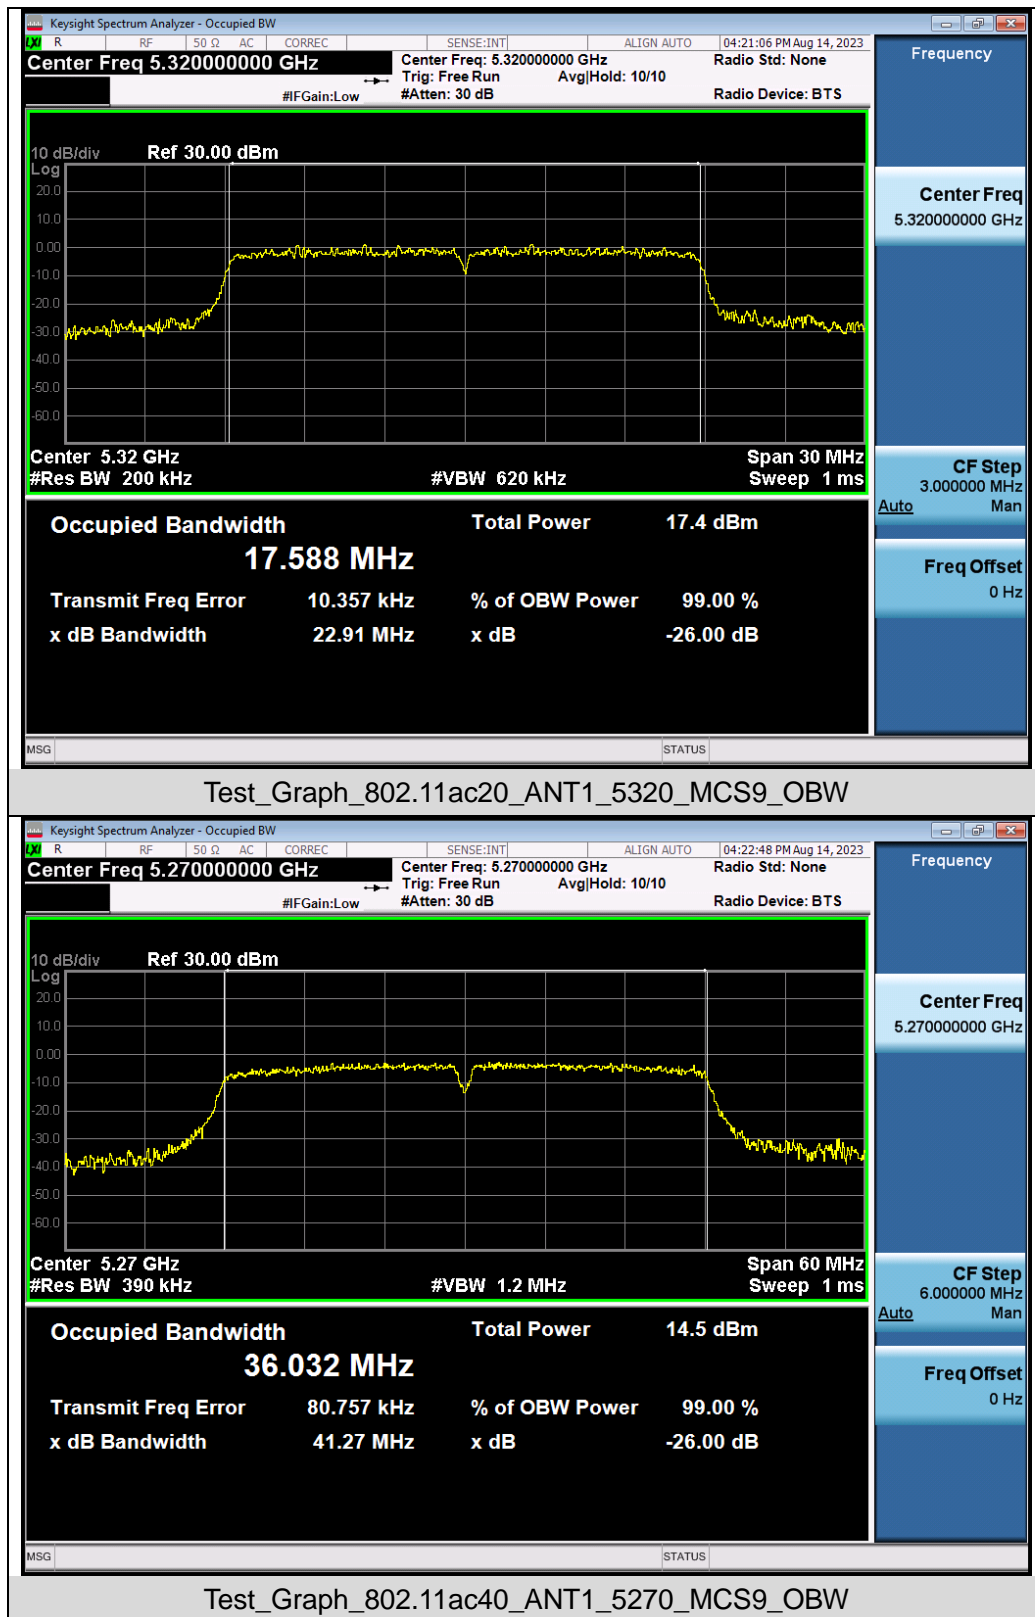 Keysight Spectrum Analyzer - Occupied BW
LXI R RF 50 Ω AC CORREC SENSE:INT ALIGN AUTO 04:21:06 PM Aug 14, 2023
Center Freq 5.320000000 GHz
Center Freq: 5.320000000 GHz
Radio Std: None
Trig: Free Run Avg|Hold: 10/10
#IFGain:Low #Atten: 30 dB Radio Device: BTS
10 dB/div Ref 30.00 dBm
Log
20.0
10.0
0.00
-10.0
-20.0
-30.0
-40.0
-50.0
-60.0
Center 5.32 GHz Span 30 MHz
#Res BW 200 kHz #VBW 620 kHz Sweep 1 ms
Occupied Bandwidth Total Power 17.4 dBm
17.588 MHz
Transmit Freq Error 10.357 kHz % of OBW Power 99.00 %
x dB Bandwidth 22.91 MHz x dB -26.00 dB
MSG STATUS
Frequency
Center Freq
5.320000000 GHz
CF Step
3.000000 MHz
Auto Man
Freq Offset
0 Hz
Test_Graph_802.11ac20_ANT1_5320_MCS9_OBW
Keysight Spectrum Analyzer - Occupied BW
LXI R RF 50 Ω AC CORREC SENSE:INT ALIGN AUTO 04:22:48 PM Aug 14, 2023
Center Freq 5.270000000 GHz
Center Freq: 5.270000000 GHz
Radio Std: None
Trig: Free Run Avg|Hold: 10/10
#IFGain:Low #Atten: 30 dB Radio Device: BTS
10 dB/div Ref 30.00 dBm
Log
20.0
10.0
0.00
-10.0
-20.0
-30.0
-40.0
-50.0
-60.0
Center 5.27 GHz Span 60 MHz
#Res BW 390 kHz #VBW 1.2 MHz Sweep 1 ms
Occupied Bandwidth Total Power 14.5 dBm
36.032 MHz
Transmit Freq Error 80.757 kHz % of OBW Power 99.00 %
x dB Bandwidth 41.27 MHz x dB -26.00 dB
MSG STATUS
Frequency
Center Freq
5.270000000 GHz
CF Step
6.000000 MHz
Auto Man
Freq Offset
0 Hz
Test_Graph_802.11ac40_ANT1_5270_MCS9_OBW